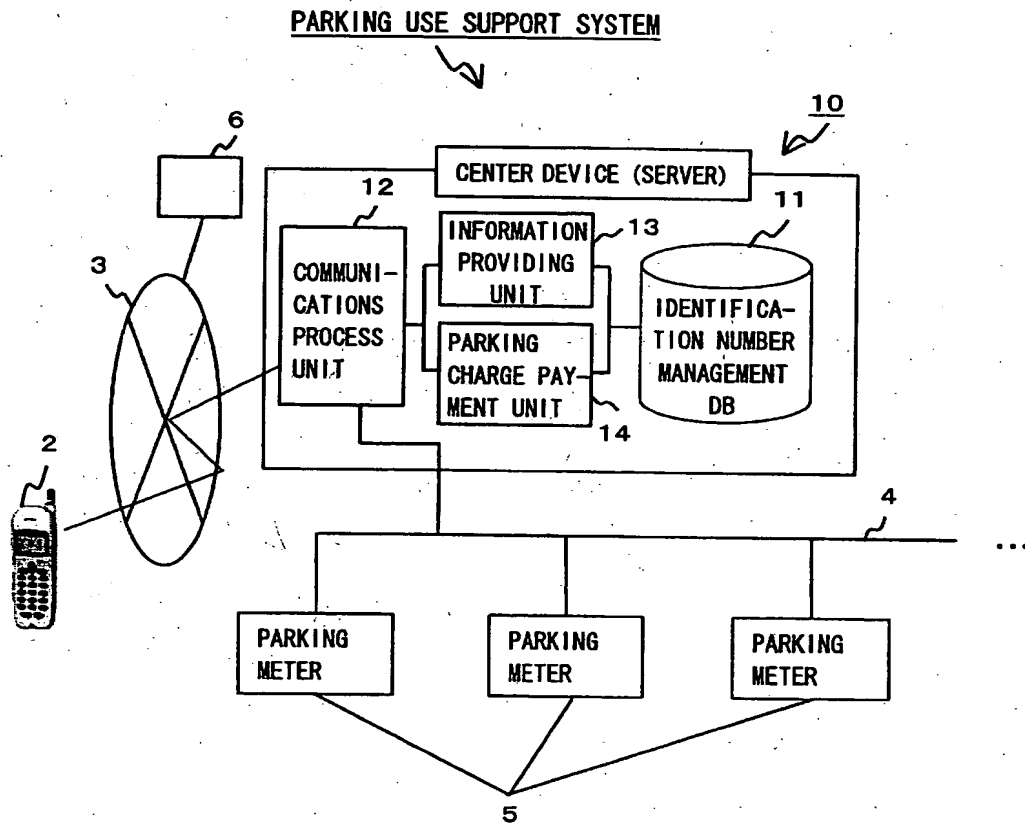 PARKING USE SUPPORT SYSTEM
10
6
CENTER DEVICE (SERVER)
12
11
INFORMATION
PROVIDING
UNIT
13
3
COMMUNI-
CATIONS
PROCESS
UNIT
IDENTIFICA-
TION NUMBER
MANAGEMENT
DB
PARKING
CHARGE PAY-
MENT UNIT
14
2
4
...
PARKING
METER
PARKING
METER
PARKING
METER
5